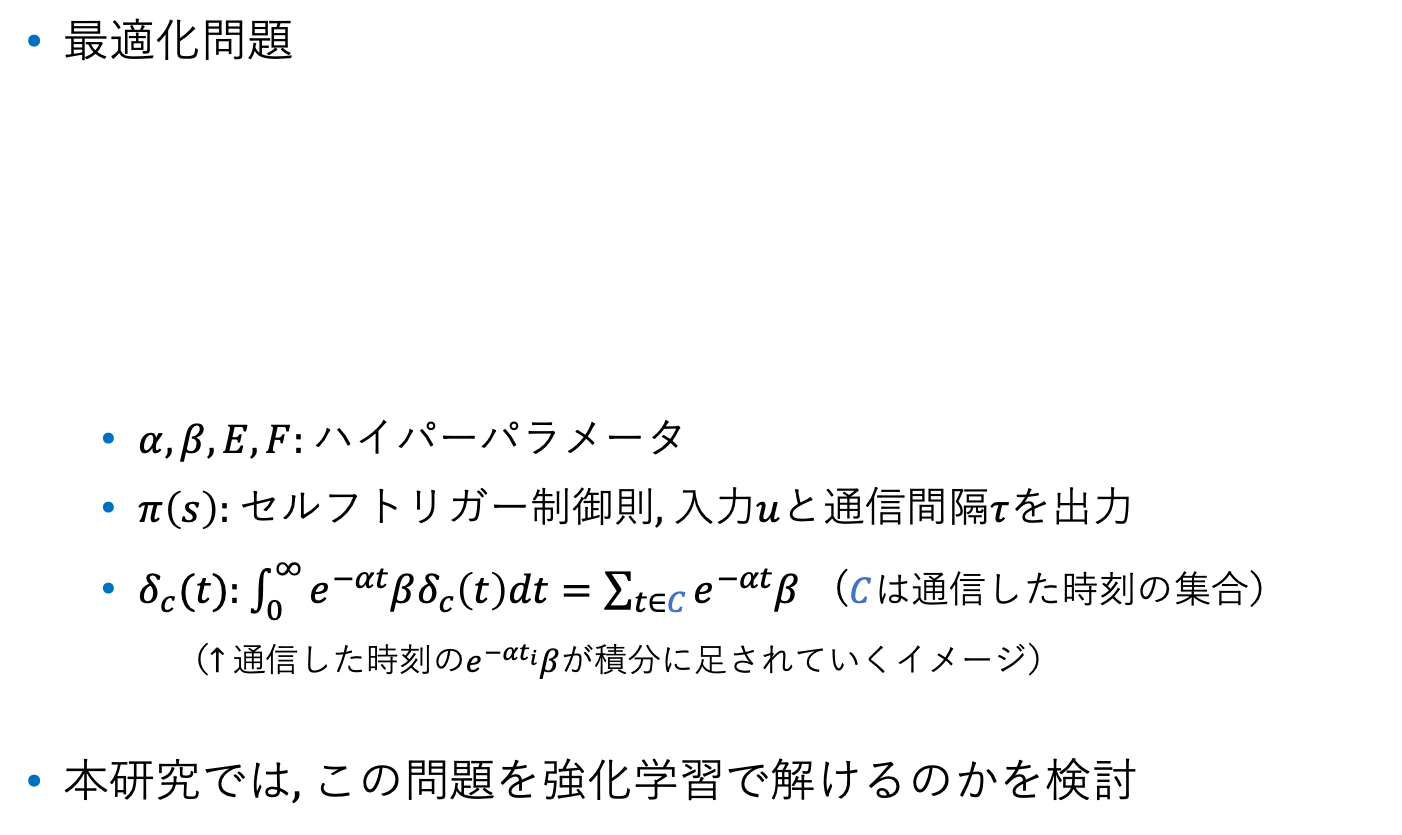 • 最適化問題
• α, β, E, F: ハイパーパラメータ
• π(s): セルフトリガー制御則, 入力uと通信間隔τを出力
• δ_c(t): ∫_0^∞ e^{−αt}βδ_c(t)dt = ∑_{t∈C} e^{−αt}β （Cは通信した時刻の集合）
（↑通信した時刻のe^{−αt_i}βが積分に足されていくイメージ）
• 本研究では, この問題を強化学習で解けるのかを検討